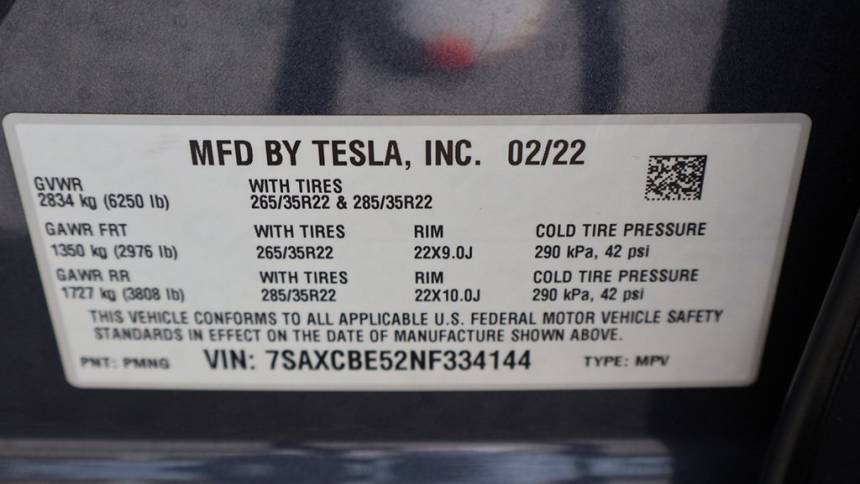 MFD BY TESLA, INC. 02/22
GVWR WITH TIRES
2834 kg (6250 lb) 265/35R22 & 285/35R22
GAWR FRT WITH TIRES RIM COLD TIRE PRESSURE
1350 kg (2976 lb) 265/35R22 22X9.0J 290 kPa, 42 psi
GAWR RR WITH TIRES RIM COLD TIRE PRESSURE
1727 kg (3808 lb) 285/35R22 22X10.0J 290 kPa, 42 psi
THIS VEHICLE CONFORMS TO ALL APPLICABLE U.S. FEDERAL MOTOR VEHICLE SAFETY
STANDARDS IN EFFECT ON THE DATE OF MANUFACTURE SHOWN ABOVE.
PNT: PMNG VIN: 7SAXCBE52NF334144 TYPE: MPV